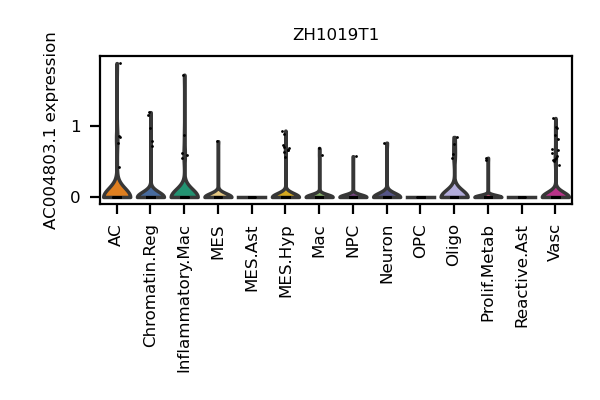 ZH1019T1
AC004803.1 expression
1
0
AC
Chromatin.Reg
Inflammatory.Mac
MES
MES.Ast
MES.Hyp
Mac
NPC
Neuron
OPC
Oligo
Prolif.Metab
Reactive.Ast
Vasc